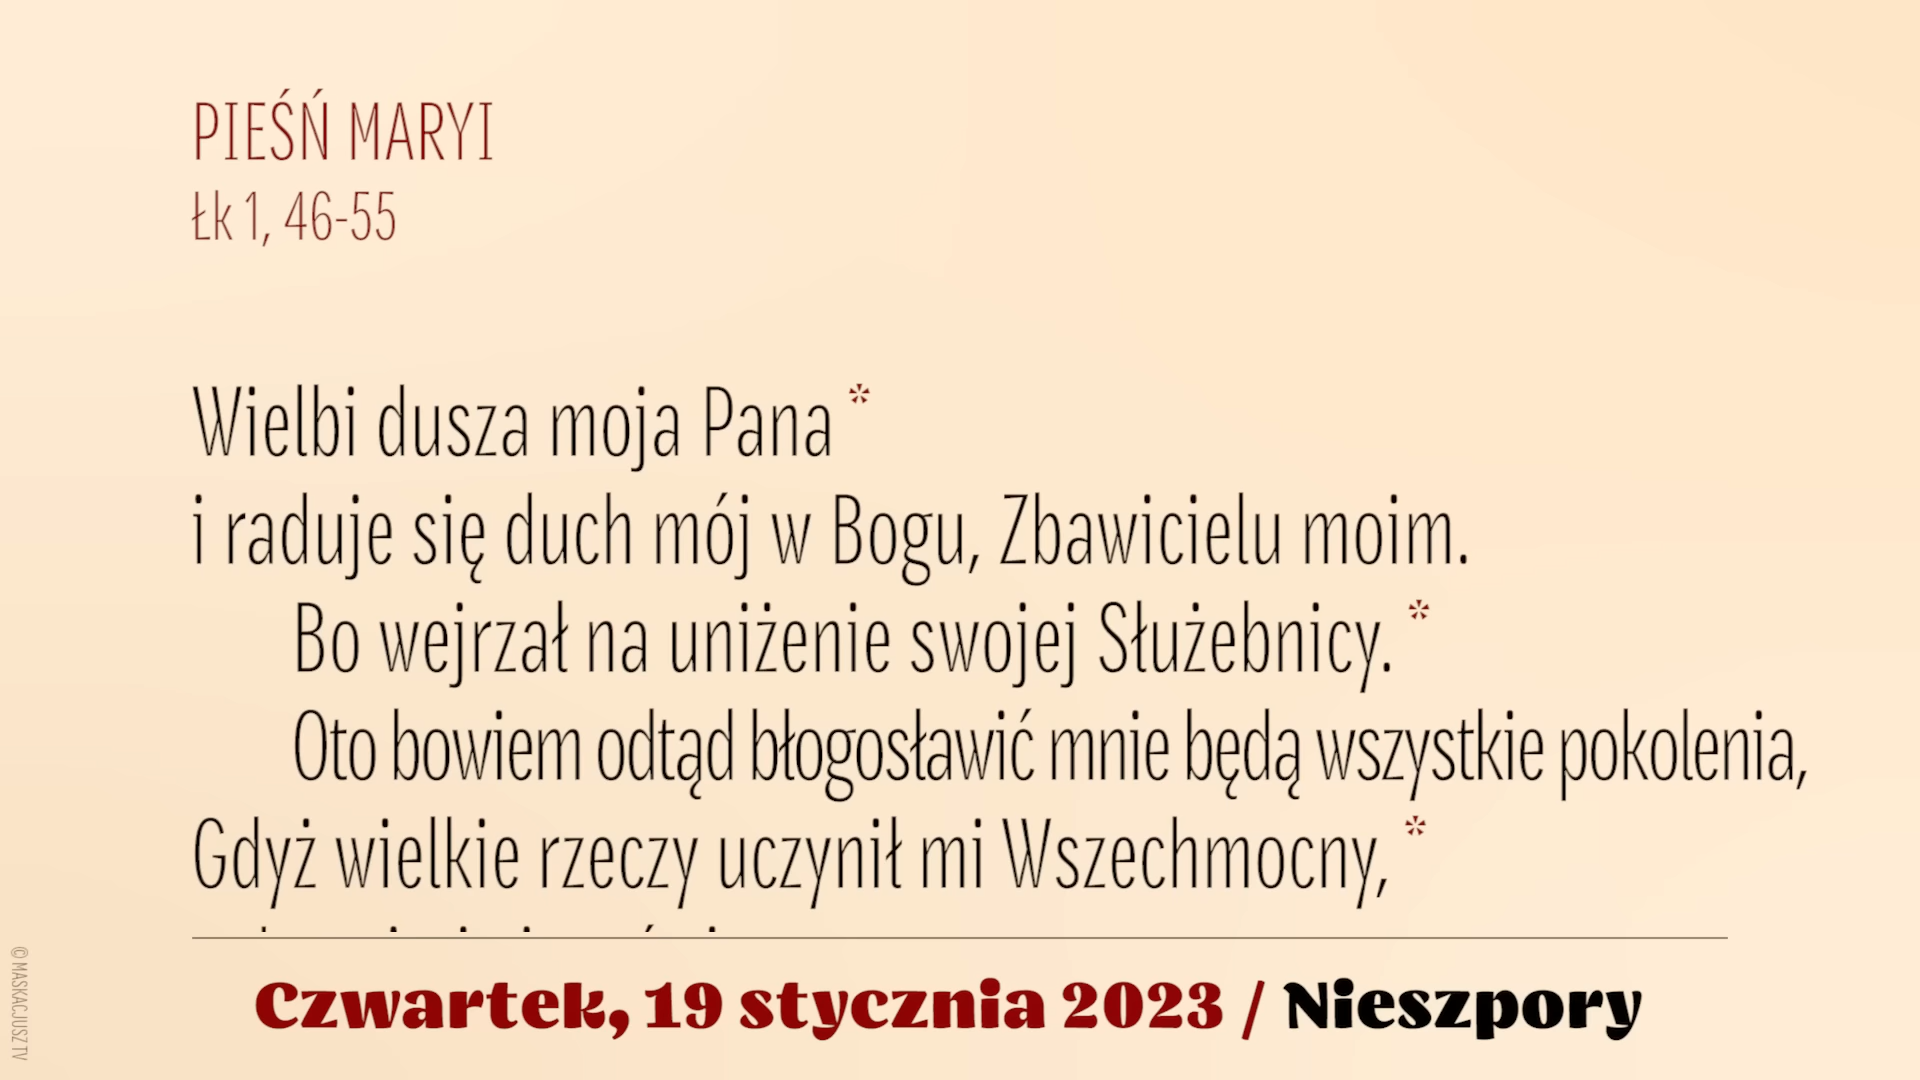 PIEŚŃ MARYI
Łk 1, 46-55
Wielbi dusza moja Pana *
i raduje się duch mój w Bogu, Zbawicielu moim.
Bo wejrzał na uniżenie swojej Służebnicy. *
Oto bowiem odtąd błogosławić mnie będą wszystkie pokolenia,
Gdyż wielkie rzeczy uczynił mi Wszechmocny, *
Czwartek, 19 stycznia 2023 / Nieszpory
© MASKACJUSZ TV